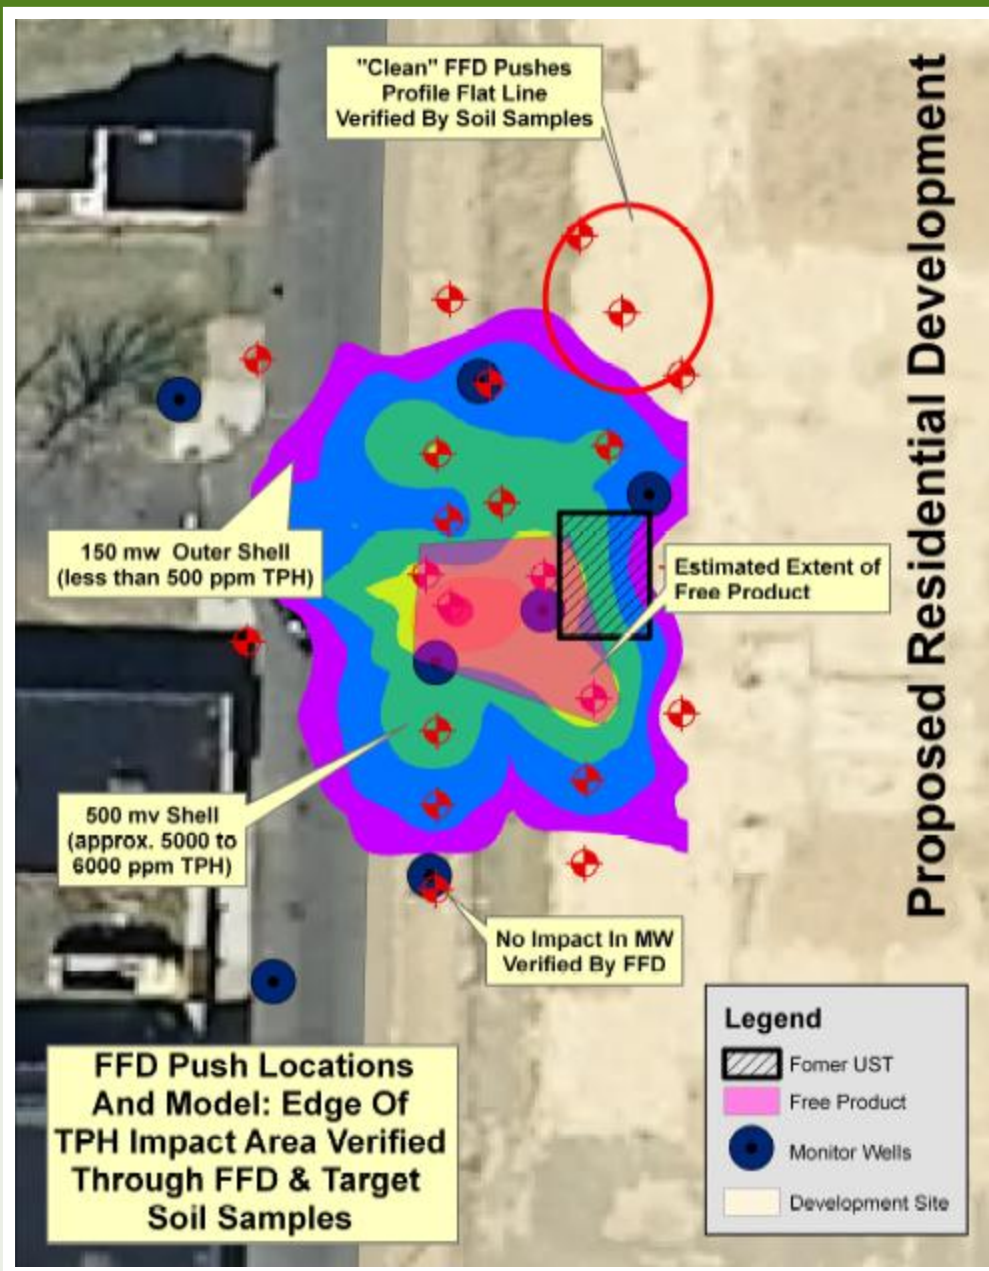 "Clean" FFD Pushes
Profile Flat Line
Verified By Soil Samples
Proposed Residential Development
150 mw Outer Shell
(less than 500 ppm TPH)
Estimated Extent of
Free Product
500 mv Shell
(approx. 5000 to
6000 ppm TPH)
No Impact In MW
Verified By FFD
FFD Push Locations
And Model: Edge Of
TPH Impact Area Verified
Through FFD & Target
Soil Samples
Legend
Fomer UST
Free Product
Monitor Wells
Development Site